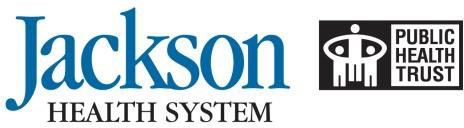 Jackson
HEALTH SYSTEM
PUBLIC
HEALTH
TRUST